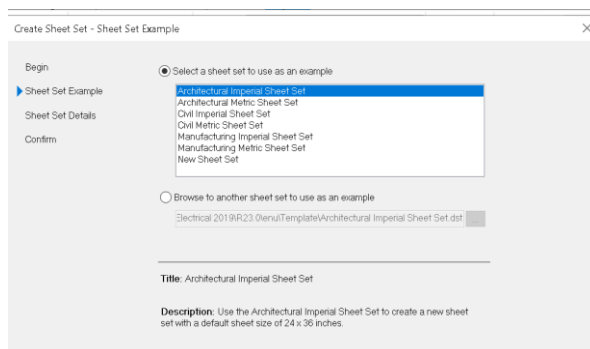 Create Sheet Set - Sheet Set Example
Begin
Sheet Set Example
Sheet Set Details
Confirm
Select a sheet set to use as an example
Architectural Imperial Sheet Set
Architectural Metric Sheet Set
Civil Imperial Sheet Set
Civil Metric Sheet Set
Manufacturing Imperial Sheet Set
Manufacturing Metric Sheet Set
New Sheet Set
Browse to another sheet set to use as an example
Electrical 2019\R23.0\enu\Template\Architectural Imperial Sheet Set.dst
...
Title: Architectural Imperial Sheet Set
Description: Use the Architectural Imperial Sheet Set to create a new sheet
set with a default sheet size of 24 x 36 inches.